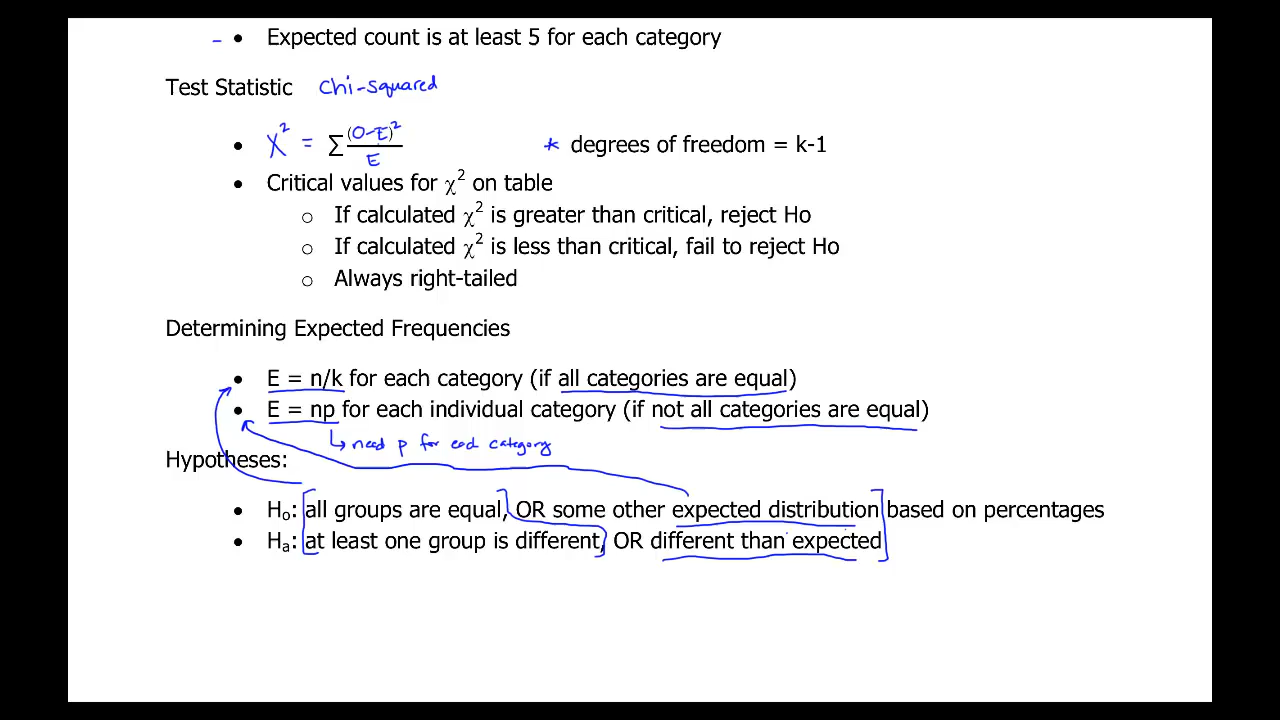 - • Expected count is at least 5 for each category
Test Statistic chi-squared
• X² = ∑ (O-E)²/E * degrees of freedom = k-1
• Critical values for χ² on table
o If calculated χ² is greater than critical, reject Ho
o If calculated χ² is less than critical, fail to reject Ho
o Always right-tailed
Determining Expected Frequencies
• E = n/k for each category (if all categories are equal)
• E = np for each individual category (if not all categories are equal)
↳ need p for each category
Hypotheses:
• H₀: [all groups are equal, OR some other expected distribution] based on percentages
• Hₐ: [at least one group is different, OR different than expected]